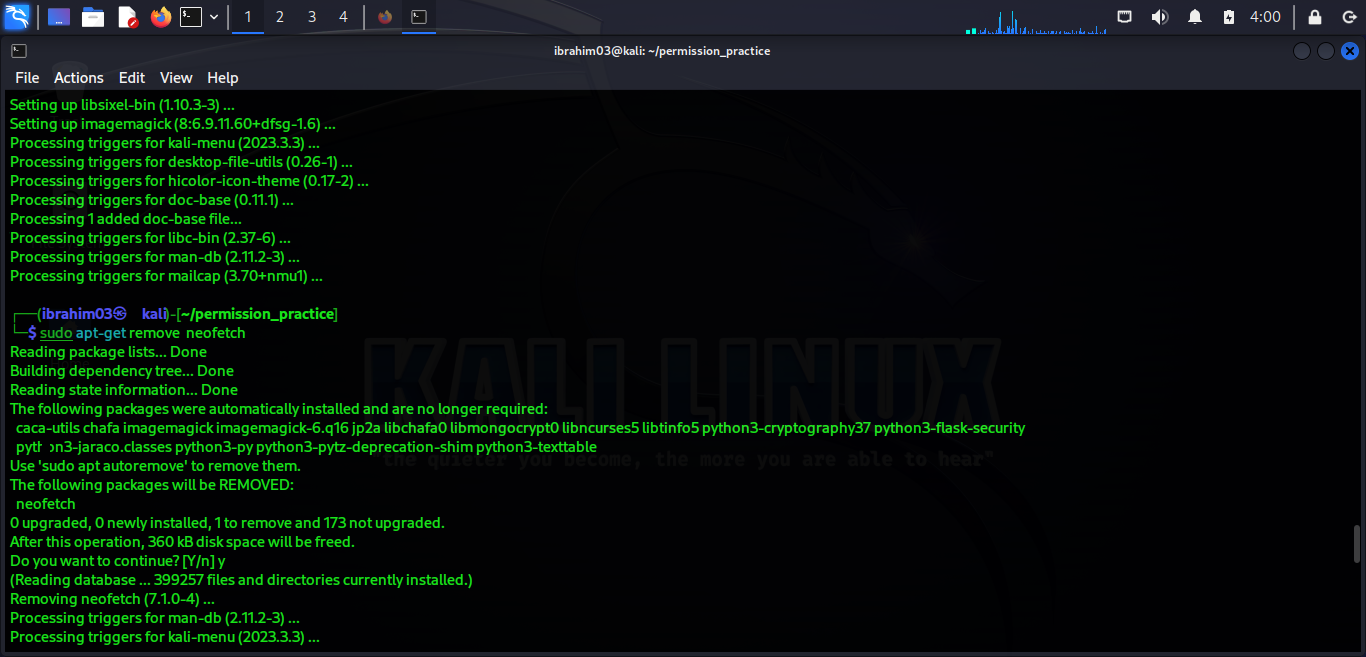 1 2 3 4 4:00
ibrahim03@kali: ~/permission_practice
File Actions Edit View Help
Setting up libsixel-bin (1.10.3-3) ...
Setting up imagemagick (8:6.9.11.60+dfsg-1.6) ...
Processing triggers for kali-menu (2023.3.3) ...
Processing triggers for desktop-file-utils (0.26-1) ...
Processing triggers for hicolor-icon-theme (0.17-2) ...
Processing triggers for doc-base (0.11.1) ...
Processing 1 added doc-base file...
Processing triggers for libc-bin (2.37-6) ...
Processing triggers for man-db (2.11.2-3) ...
Processing triggers for mailcap (3.70+nmu1) ...
┌──(ibrahim03㉿ kali)-[~/permission_practice]
└─$ sudo apt-get remove neofetch
Reading package lists... Done
Building dependency tree... Done
Reading state information... Done
The following packages were automatically installed and are no longer required:
caca-utils chafa imagemagick imagemagick-6.q16 jp2a libchafa0 libmongocrypt0 libncurses5 libtinfo5 python3-cryptography37 python3-flask-security
python3-jaraco.classes python3-py python3-pytz-deprecation-shim python3-texttable
Use 'sudo apt autoremove' to remove them.
The following packages will be REMOVED:
neofetch
0 upgraded, 0 newly installed, 1 to remove and 173 not upgraded.
After this operation, 360 kB disk space will be freed.
Do you want to continue? [Y/n] y
(Reading database ... 399257 files and directories currently installed.)
Removing neofetch (7.1.0-4) ...
Processing triggers for man-db (2.11.2-3) ...
Processing triggers for kali-menu (2023.3.3) ...
KALI LINUX
"the quieter you become, the more you are able to hear"